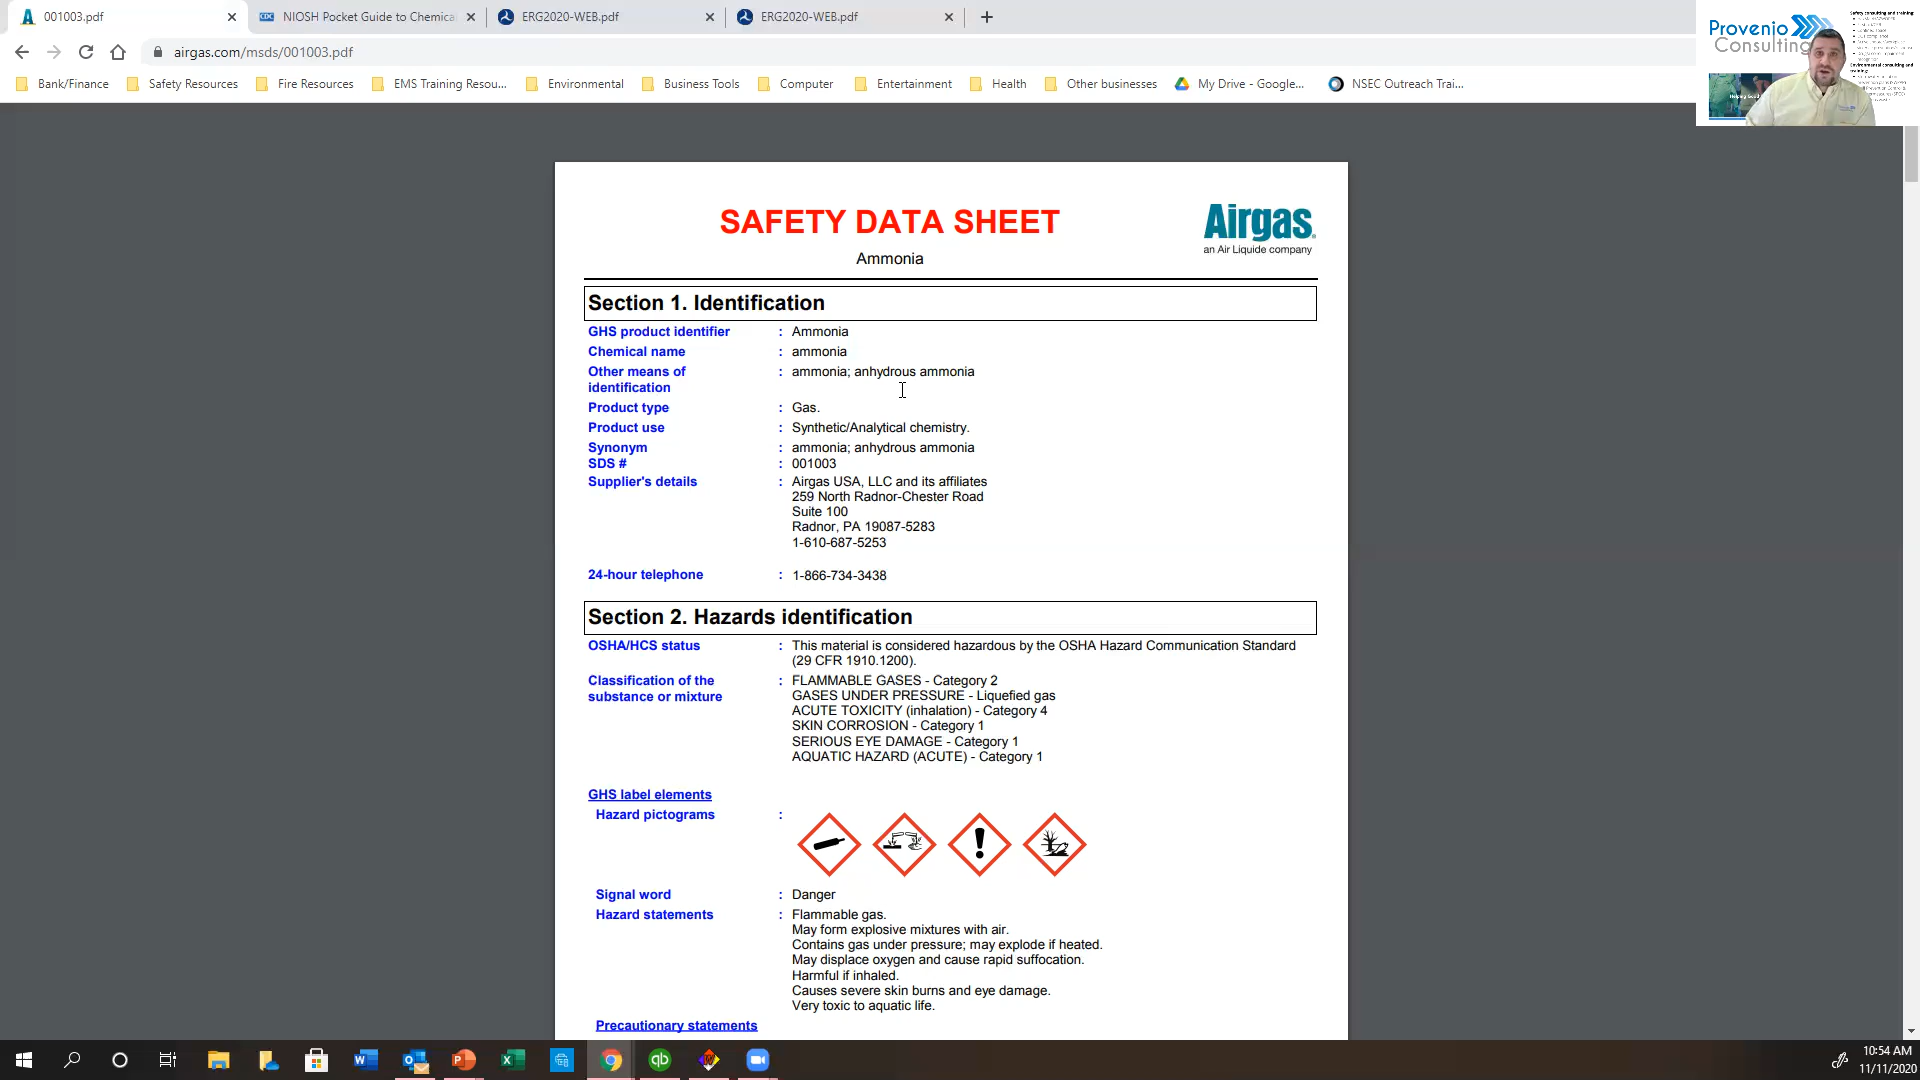 001003.pdf
NIOSH Pocket Guide to Chemica
ERG2020-WEB.pdf
ERG2020-WEB.pdf
airgas.com/msds/001003.pdf
Bank/Finance
Safety Resources
Fire Resources
EMS Training Resou...
Environmental
Business Tools
Computer
Entertainment
Health
Other businesses
My Drive - Google...
NSEC Outreach Trai...
Provenio
Consulting
Safety consulting and training:
Environmental consulting and
training:
SAFETY DATA SHEET
Ammonia
Airgas
an Air Liquide company
Section 1. Identification
GHS product identifier : Ammonia
Chemical name : ammonia
Other means of : ammonia; anhydrous ammonia
identification
Product type : Gas.
Product use : Synthetic/Analytical chemistry.
Synonym : ammonia; anhydrous ammonia
SDS # : 001003
Supplier's details : Airgas USA, LLC and its affiliates
259 North Radnor-Chester Road
Suite 100
Radnor, PA 19087-5283
1-610-687-5253
24-hour telephone : 1-866-734-3438
Section 2. Hazards identification
OSHA/HCS status : This material is considered hazardous by the OSHA Hazard Communication Standard
(29 CFR 1910.1200).
Classification of the : FLAMMABLE GASES - Category 2
substance or mixture GASES UNDER PRESSURE - Liquefied gas
ACUTE TOXICITY (inhalation) - Category 4
SKIN CORROSION - Category 1
SERIOUS EYE DAMAGE - Category 1
AQUATIC HAZARD (ACUTE) - Category 1
GHS label elements
Hazard pictograms :
Signal word : Danger
Hazard statements : Flammable gas.
May form explosive mixtures with air.
Contains gas under pressure; may explode if heated.
May displace oxygen and cause rapid suffocation.
Harmful if inhaled.
Causes severe skin burns and eye damage.
Very toxic to aquatic life.
Precautionary statements
10:54 AM
11/11/2020